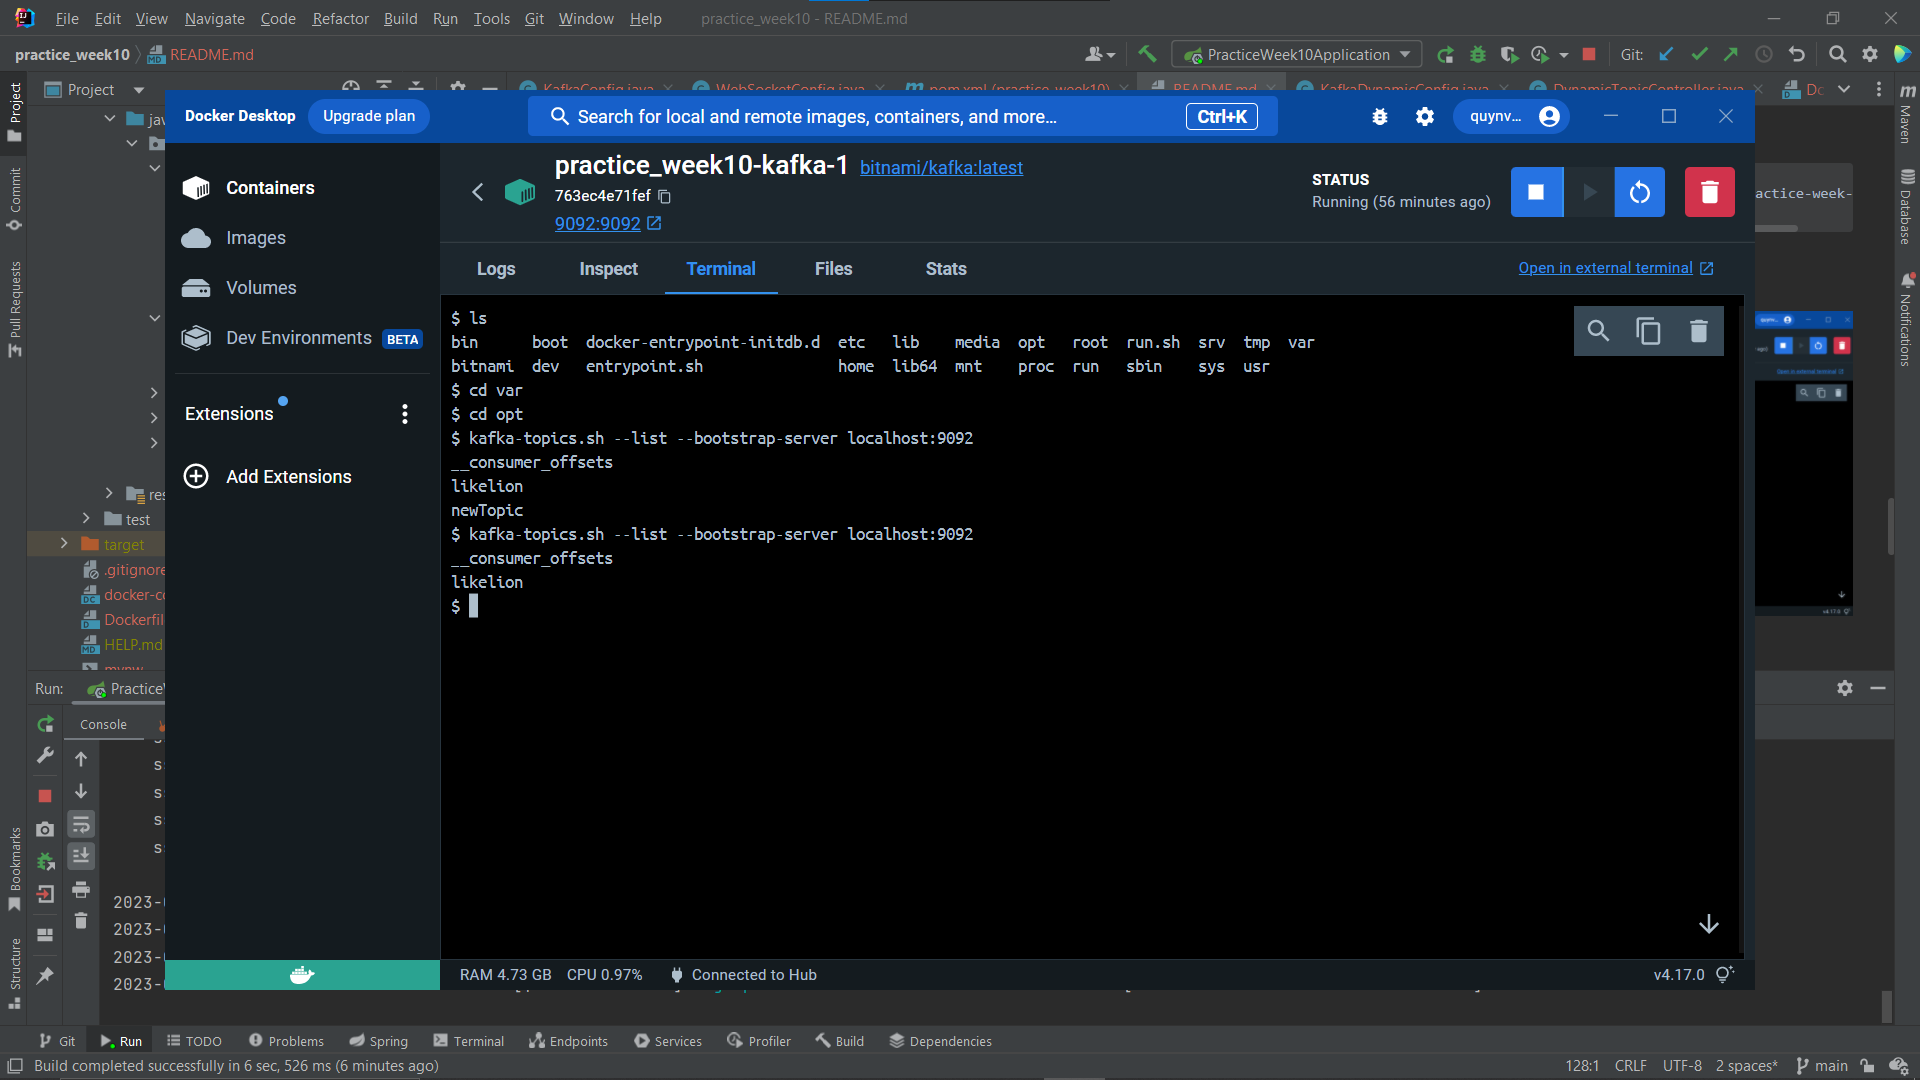 File Edit View Navigate Code Refactor Build Run Tools Git Window Help practice_week10 - README.md
practice_week10 README.md
PracticeWeek10Application
Git:
Project
KafkaConfig.java WebSocketConfig.java pom.xml (practice_week10) README.md KafkaDynamicConfig.java DynamicTopicController.java Dc
Docker Desktop Upgrade plan Search for local and remote images, containers, and more... Ctrl+K quynv...
Project
Commit
Pull Requests
Bookmarks
Structure
Maven
Database
Notifications
jav
res
test
target
.gitignore
docker-co
Dockerfil
HELP.md
actice-week-
Containers
Images
Volumes
Dev Environments BETA
Extensions
Add Extensions
practice_week10-kafka-1 bitnami/kafka:latest
763ec4e71fef
9092:9092
STATUS
Running (56 minutes ago)
Logs Inspect Terminal Files Stats Open in external terminal
$ ls
bin boot docker-entrypoint-initdb.d etc lib media opt root run.sh srv tmp var
bitnami dev entrypoint.sh home lib64 mnt proc run sbin sys usr
$ cd var
$ cd opt
$ kafka-topics.sh --list --bootstrap-server localhost:9092
__consumer_offsets
likelion
newTopic
$ kafka-topics.sh --list --bootstrap-server localhost:9092
__consumer_offsets
likelion
$
RAM 4.73 GB CPU 0.97% Connected to Hub v4.17.0
Run: Practice
Console
s
s
s
s
2023-
2023-
2023-
2023-
Git Run TODO Problems Spring Terminal Endpoints Services Profiler Build Dependencies
Build completed successfully in 6 sec, 526 ms (6 minutes ago) 128:1 CRLF UTF-8 2 spaces* main